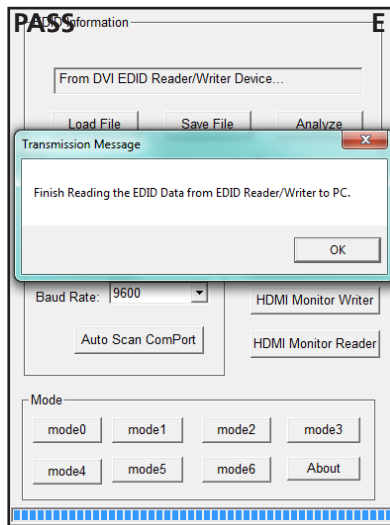 PASS E
EDID Information
From DVI EDID Reader/Writer Device...
Load File Save File Analyze
Transmission Message
Finish Reading the EDID Data from EDID Reader/Writer to PC.
OK
Baud Rate: 9600 HDMI Monitor Writer
Auto Scan ComPort HDMI Monitor Reader
Mode
mode0 mode1 mode2 mode3
mode4 mode5 mode6 About